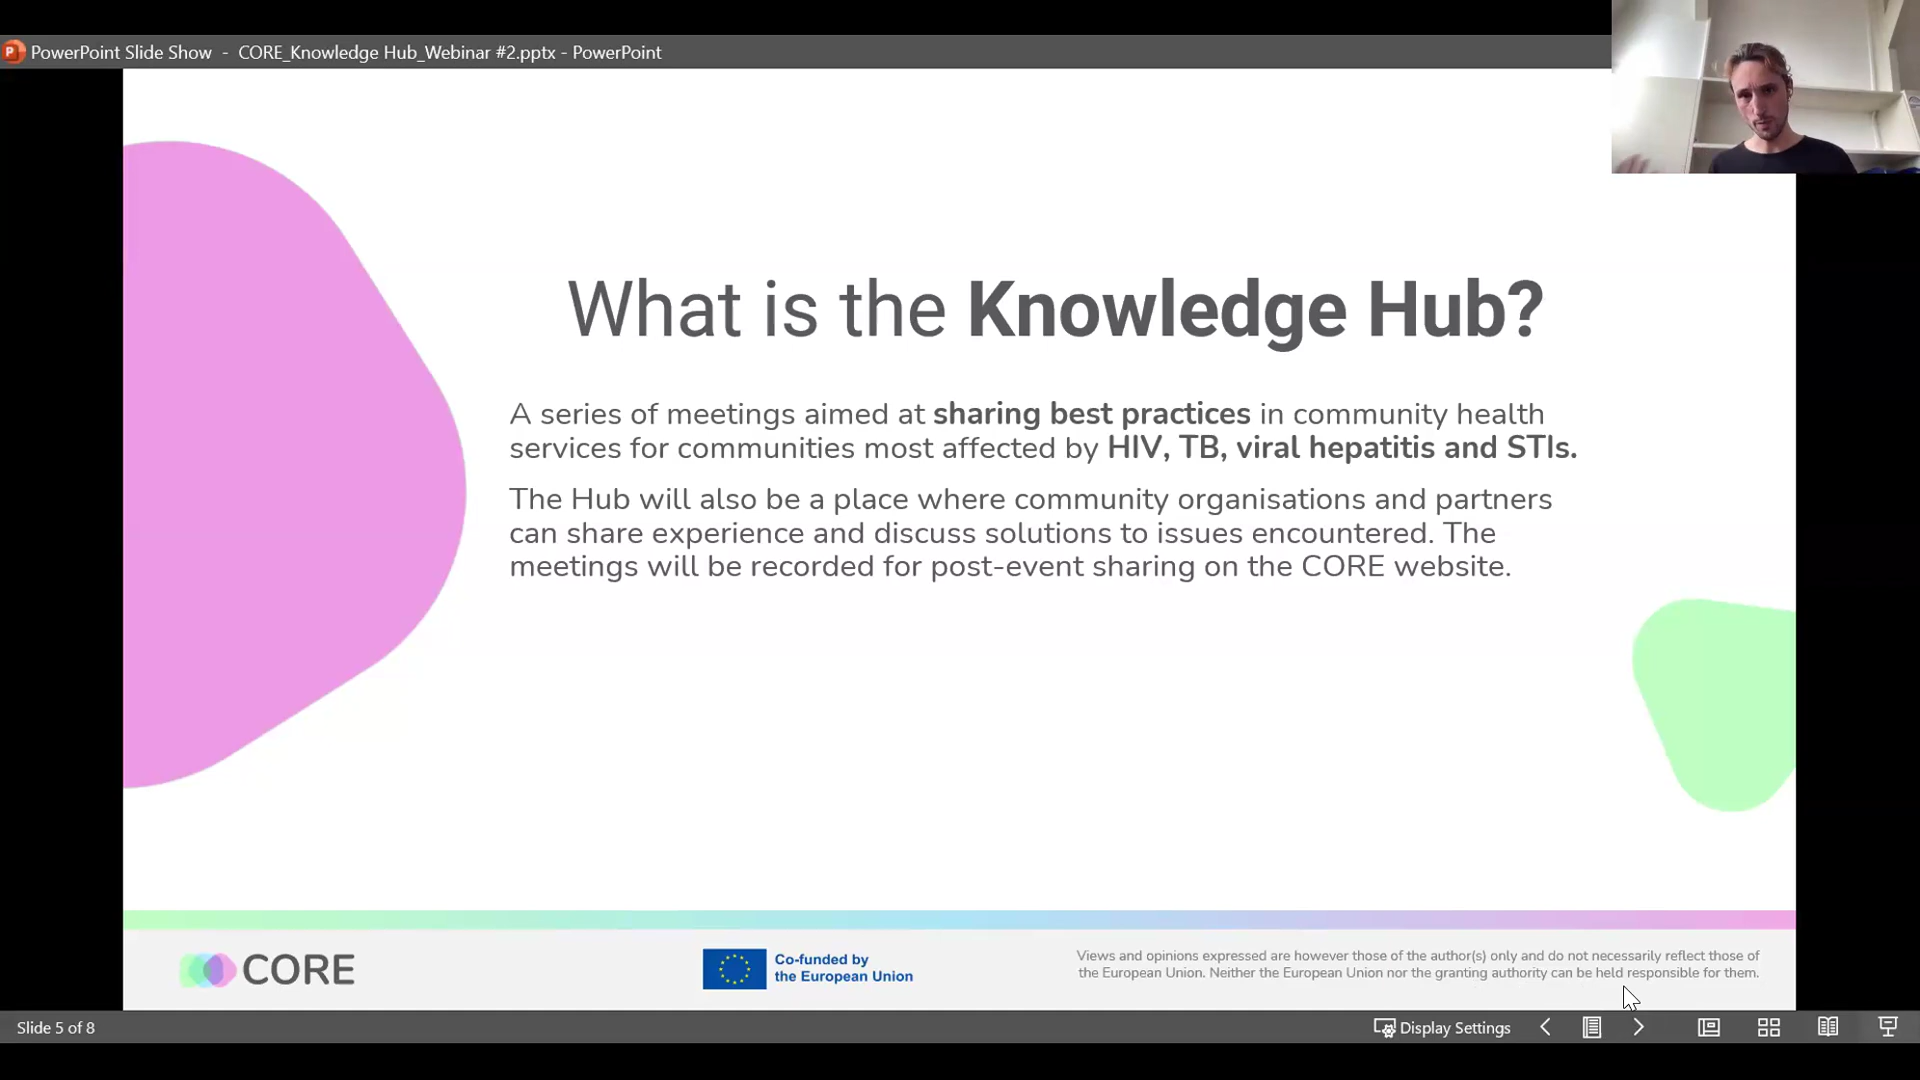 PowerPoint Slide Show - CORE_Knowledge Hub_Webinar #2.pptx - PowerPoint
What is the Knowledge Hub?
A series of meetings aimed at sharing best practices in community health
services for communities most affected by HIV, TB, viral hepatitis and STIs.
The Hub will also be a place where community organisations and partners
can share experience and discuss solutions to issues encountered. The
meetings will be recorded for post-event sharing on the CORE website.
CORE
Co-funded by
the European Union
Views and opinions expressed are however those of the author(s) only and do not necessarily reflect those of
the European Union. Neither the European Union nor the granting authority can be held responsible for them.
Slide 5 of 8
Display Settings